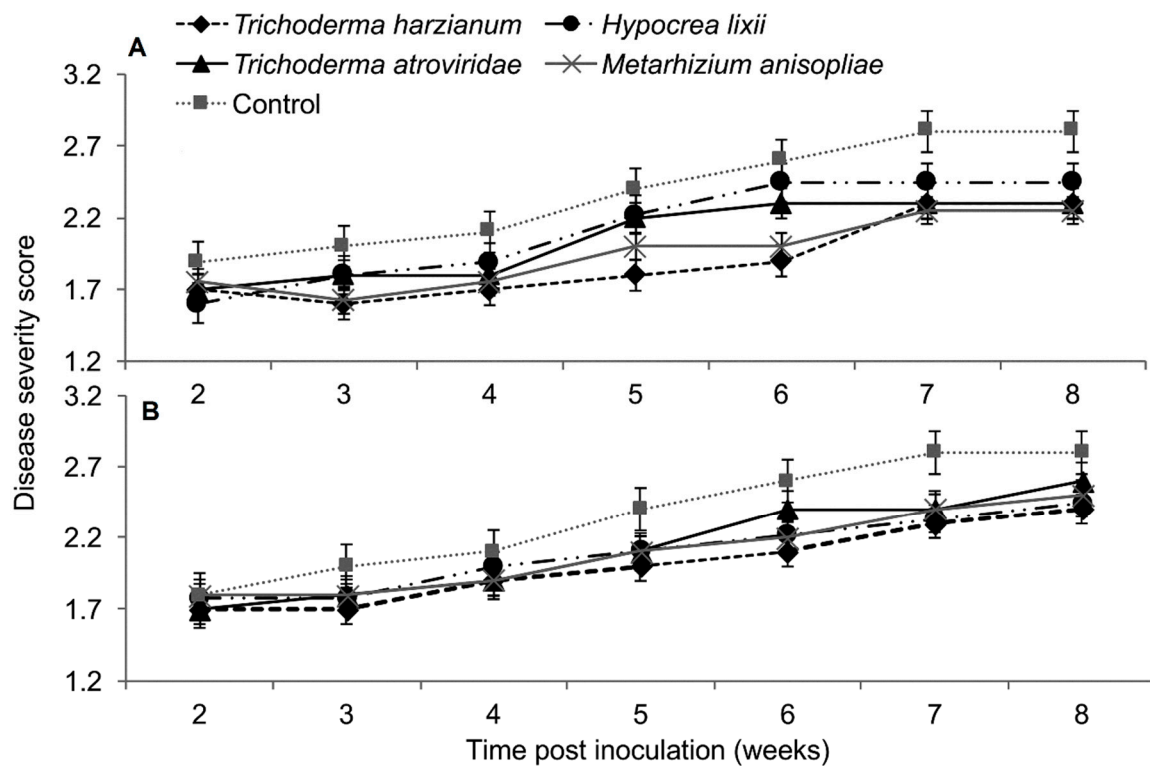 A
Trichoderma harzianum Hypocrea lixii
Trichoderma atroviridae Metarhizium anisopliae
Control
3.2
2.7
2.2
1.7
1.2
2 3 4 5 6 7 8
Disease severity score
B
3.2
2.7
2.2
1.7
1.2
2 3 4 5 6 7 8
Time post inoculation (weeks)